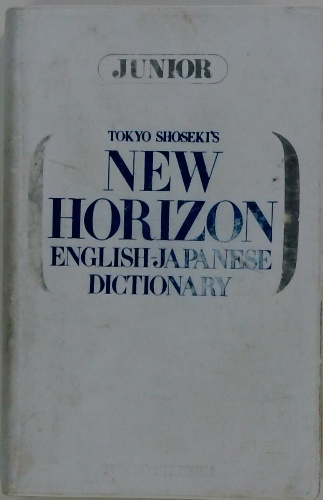 JUNIOR
TOKYO SHOSEKI'S
NEW
HORIZON
ENGLISH-JAPANESE
DICTIONARY